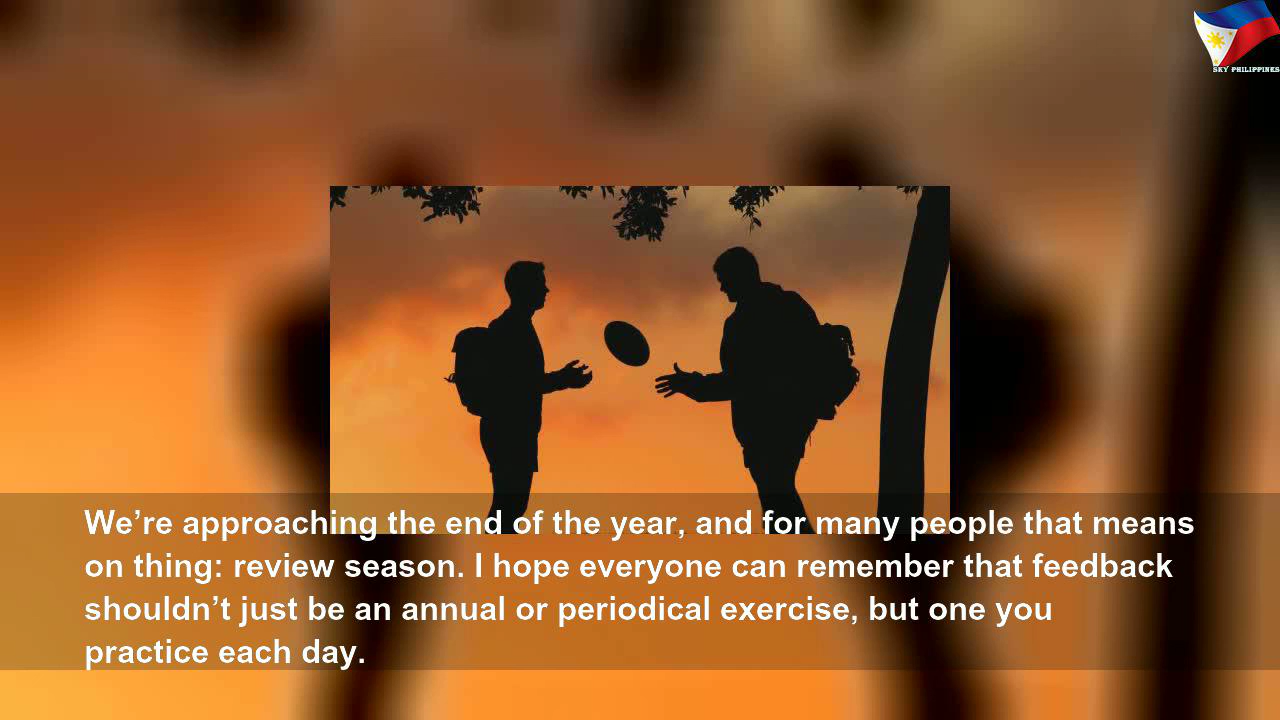 SKY PHILIPPINES
We’re approaching the end of the year, and for many people that means
on thing: review season. I hope everyone can remember that feedback
shouldn’t just be an annual or periodical exercise, but one you
practice each day.